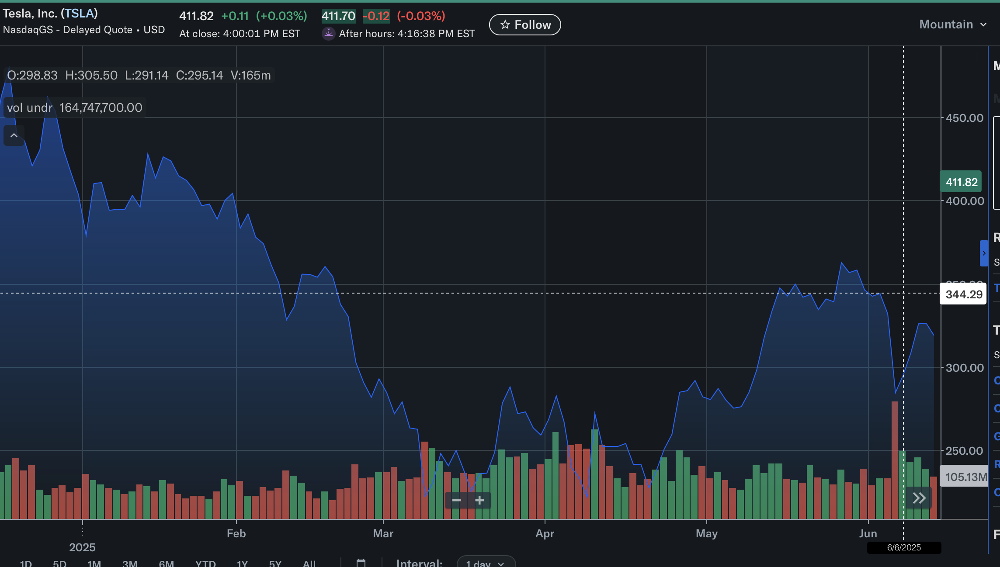 Tesla, Inc. (TSLA)
NasdaqGS - Delayed Quote • USD
411.82 +0.11 (+0.03%)
At close: 4:00:01 PM EST
411.70 -0.12 (-0.03%)
After hours: 4:16:38 PM EST
Follow
Mountain
O:298.83 H:305.50 L:291.14 C:295.14 V:165m
vol undr 164,747,700.00
450.00
411.82
400.00
344.29
300.00
250.00
105.13M
− +
Feb Mar Apr May Jun
2025
6/6/2025
1D 5D 1M 3M 6M YTD 1Y 5Y All
Interval: 1 day